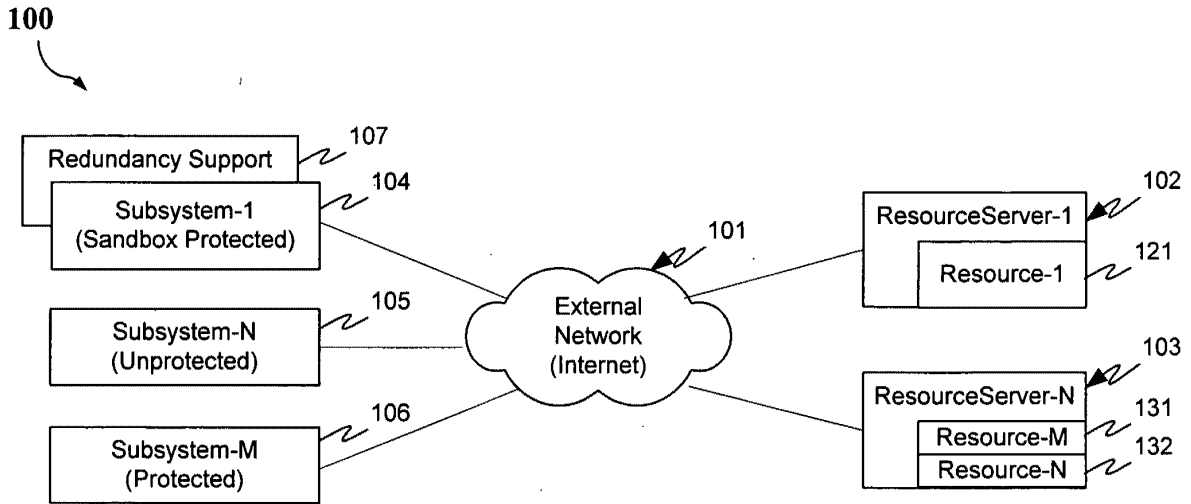 100
107
Redundancy Support
104
Subsystem-1
(Sandbox Protected)
105
Subsystem-N
(Unprotected)
106
Subsystem-M
(Protected)
101
External
Network
(Internet)
102
ResourceServer-1
121
Resource-1
103
ResourceServer-N
131
Resource-M
132
Resource-N